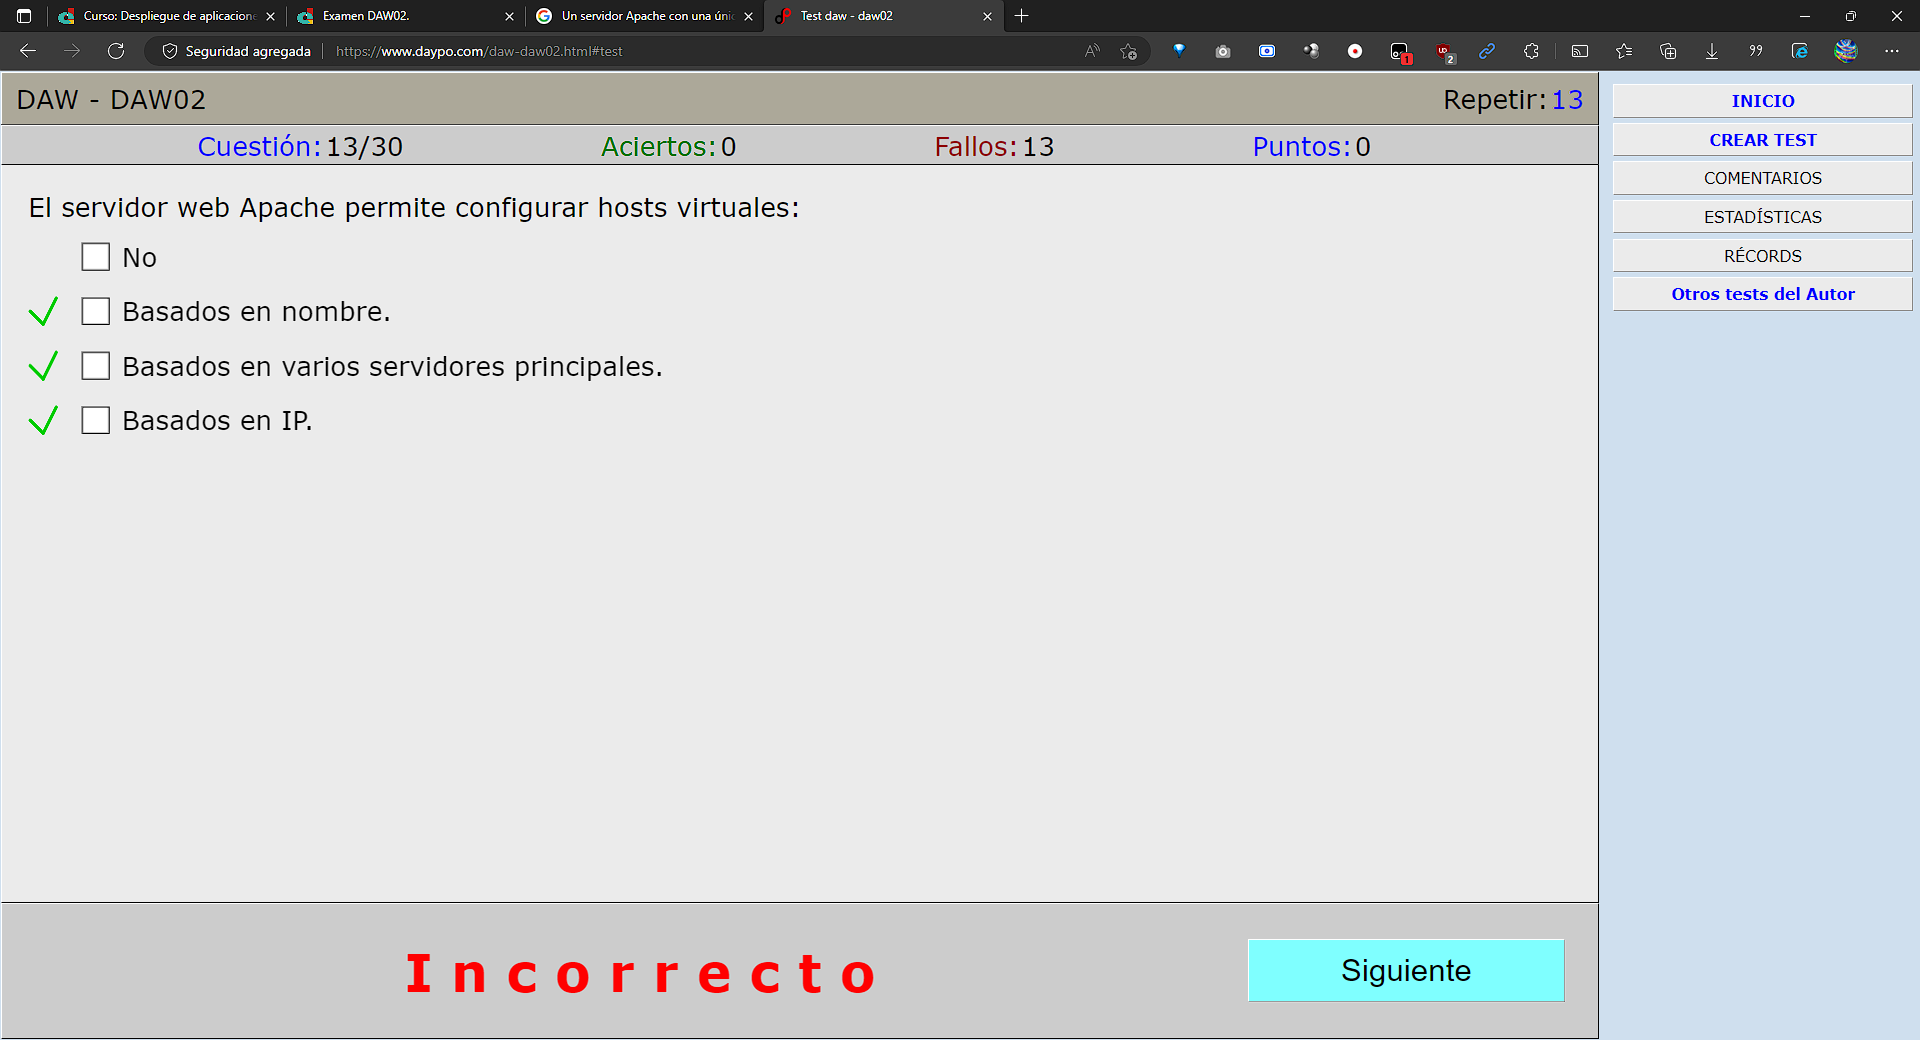 Curso: Despliegue de aplicacione
Examen DAW02.
Un servidor Apache con una únic
Test daw - daw02
Seguridad agregada
https://www.daypo.com/daw-daw02.html#test
1
2
DAW - DAW02
Repetir: 13
Cuestión: 13/30
Aciertos: 0
Fallos: 13
Puntos: 0
El servidor web Apache permite configurar hosts virtuales:
No
Basados en nombre.
Basados en varios servidores principales.
Basados en IP.
Incorrecto
Siguiente
INICIO
CREAR TEST
COMENTARIOS
ESTADÍSTICAS
RÉCORDS
Otros tests del Autor